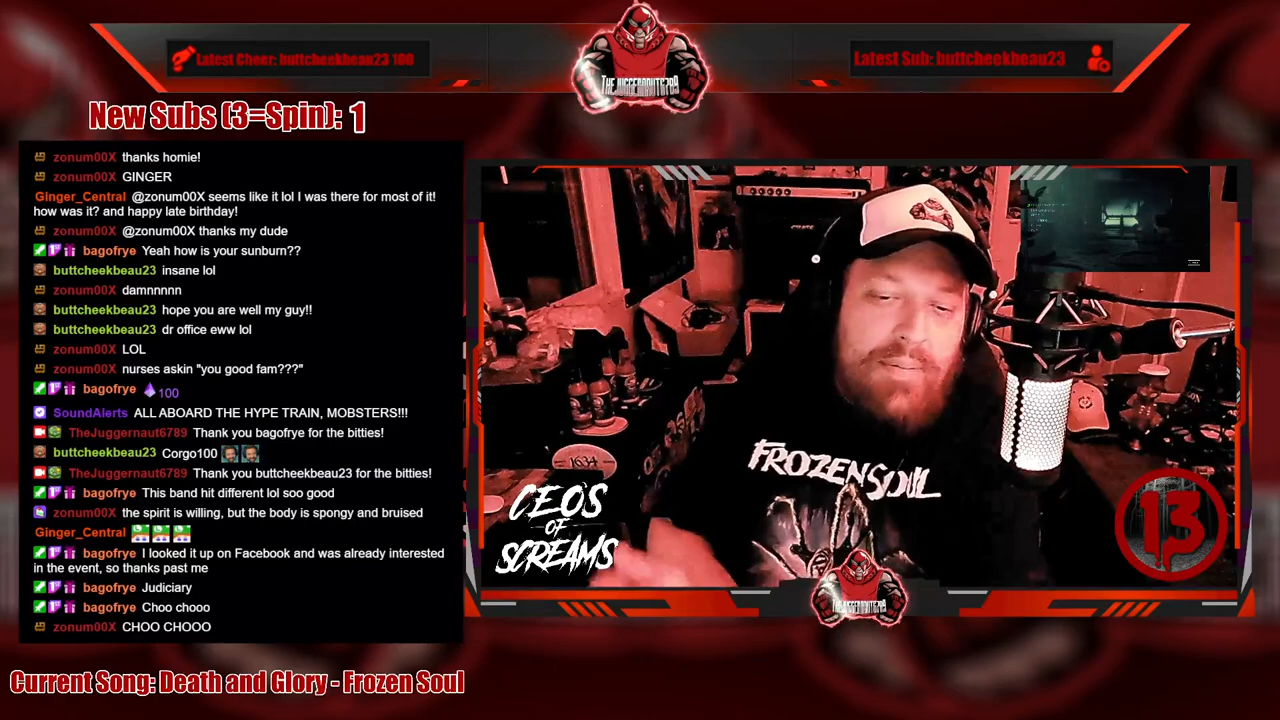 Latest Cheer: buttcheekbeau23 100
THEJUGGERNAUT6789
Latest Sub: buttcheekbeau23
New Subs (3=Spin): 1
zonum00X thanks homie!
zonum00X GINGER
Ginger_Central @zonum00X seems like it lol I was there for most of it!
how was it? and happy late birthday!
zonum00X @zonum00X thanks my dude
bagofrye Yeah how is your sunburn??
buttcheekbeau23 insane lol
zonum00X damnnnnn
buttcheekbeau23 hope you are well my guy!!
buttcheekbeau23 dr office eww lol
zonum00X LOL
zonum00X nurses askin "you good fam???"
bagofrye 100
SoundAlerts ALL ABOARD THE HYPE TRAIN, MOBSTERS!!!
TheJuggernaut6789 Thank you bagofrye for the bitties!
buttcheekbeau23 Corgo100
TheJuggernaut6789 Thank you buttcheekbeau23 for the bitties!
bagofrye This band hit different lol soo good
zonum00X the spirit is willing, but the body is spongy and bruised
Ginger_Central
bagofrye I looked it up on Facebook and was already interested
in the event, so thanks past me
bagofrye Judiciary
bagofrye Choo chooo
zonum00X CHOO CHOOO
1634
FROZEN SOUL
CEO'S
OF
SCREAMS
13
THEJUGGERNAUT6789
Current Song: Death and Glory - Frozen Soul